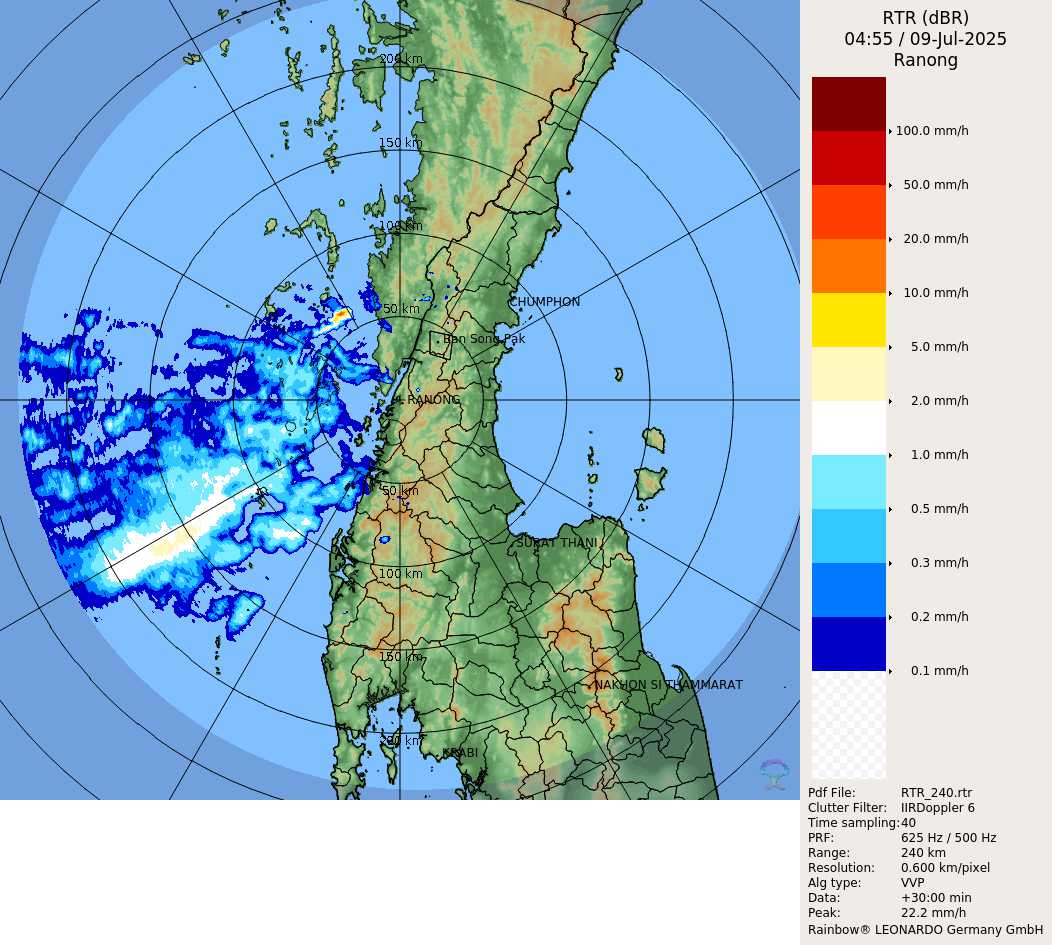 RTR (dBR)
04:55 / 09-Jul-2025
Ranong
100.0 mm/h
50.0 mm/h
20.0 mm/h
10.0 mm/h
5.0 mm/h
2.0 mm/h
1.0 mm/h
0.5 mm/h
0.3 mm/h
0.2 mm/h
0.1 mm/h
200 km
150 km
100 km
50 km
CHUMPHON
Ban Song Pak
RANONG
50 km
SURAT THANI
100 km
150 km
NAKHON SI THAMMARAT
200 km
KRABI
Pdf File: RTR_240.rtr
Clutter Filter: IIRDoppler 6
Time sampling: 40
PRF: 625 Hz / 500 Hz
Range: 240 km
Resolution: 0.600 km/pixel
Alg type: VVP
Data: +30:00 min
Peak: 22.2 mm/h
Rainbow® LEONARDO Germany GmbH